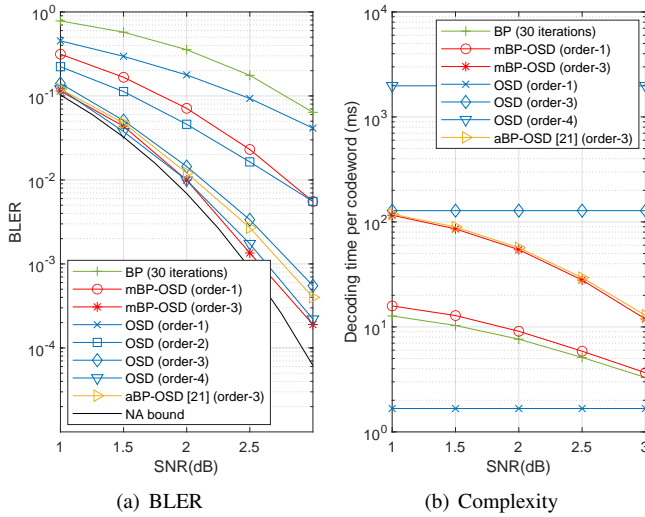 10^0
10^-1
10^-2
10^-3
10^-4
BLER
BP (30 iterations)
mBP-OSD (order-1)
mBP-OSD (order-3)
OSD (order-1)
OSD (order-2)
OSD (order-3)
OSD (order-4)
aBP-OSD [21] (order-3)
NA bound
1 1.5 2 2.5
SNR(dB)
(a) BLER
10^4
10^3
10^2
10^1
10^0
Decoding time per codeword (ms)
BP (30 iterations)
mBP-OSD (order-1)
mBP-OSD (order-3)
OSD (order-1)
OSD (order-3)
OSD (order-4)
aBP-OSD [21] (order-3)
1 1.5 2 2.5 3
SNR(dB)
(b) Complexity